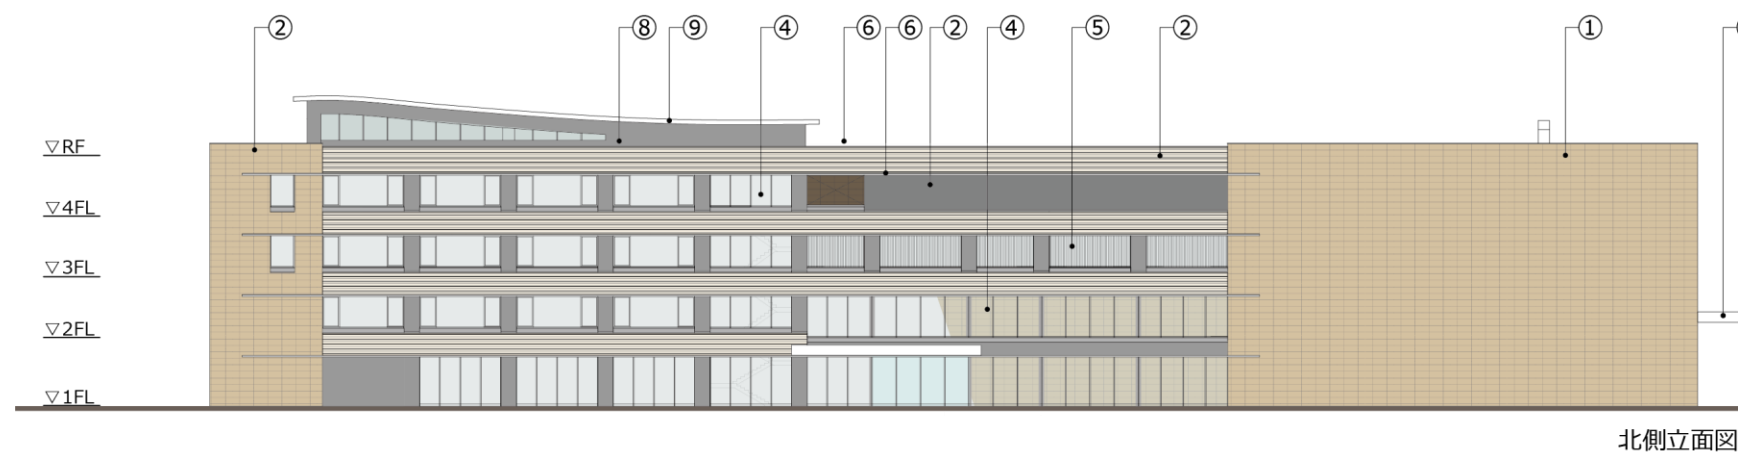 ② ⑧ ⑨ ④ ⑥ ⑥ ② ④ ⑤ ② ①
▽RF
▽4FL
▽3FL
▽2FL
▽1FL
北側立面図